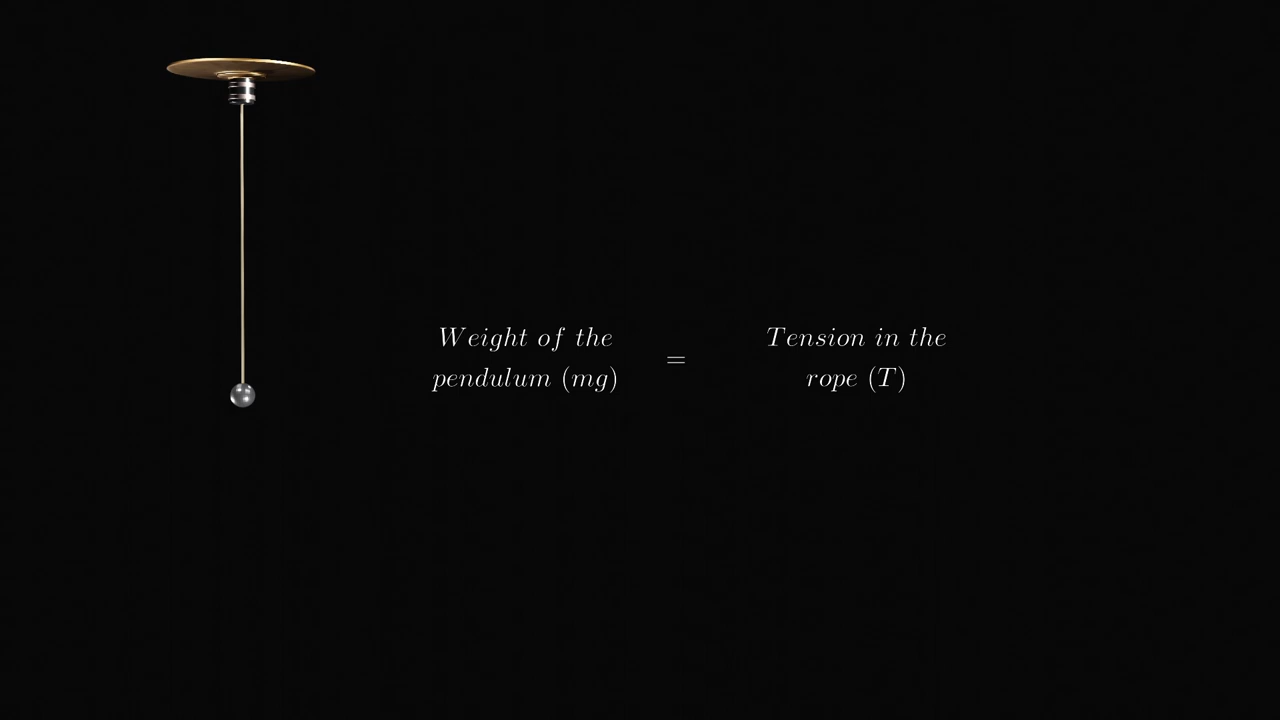 Weight of the
pendulum (mg)
=
Tension in the
rope (T)